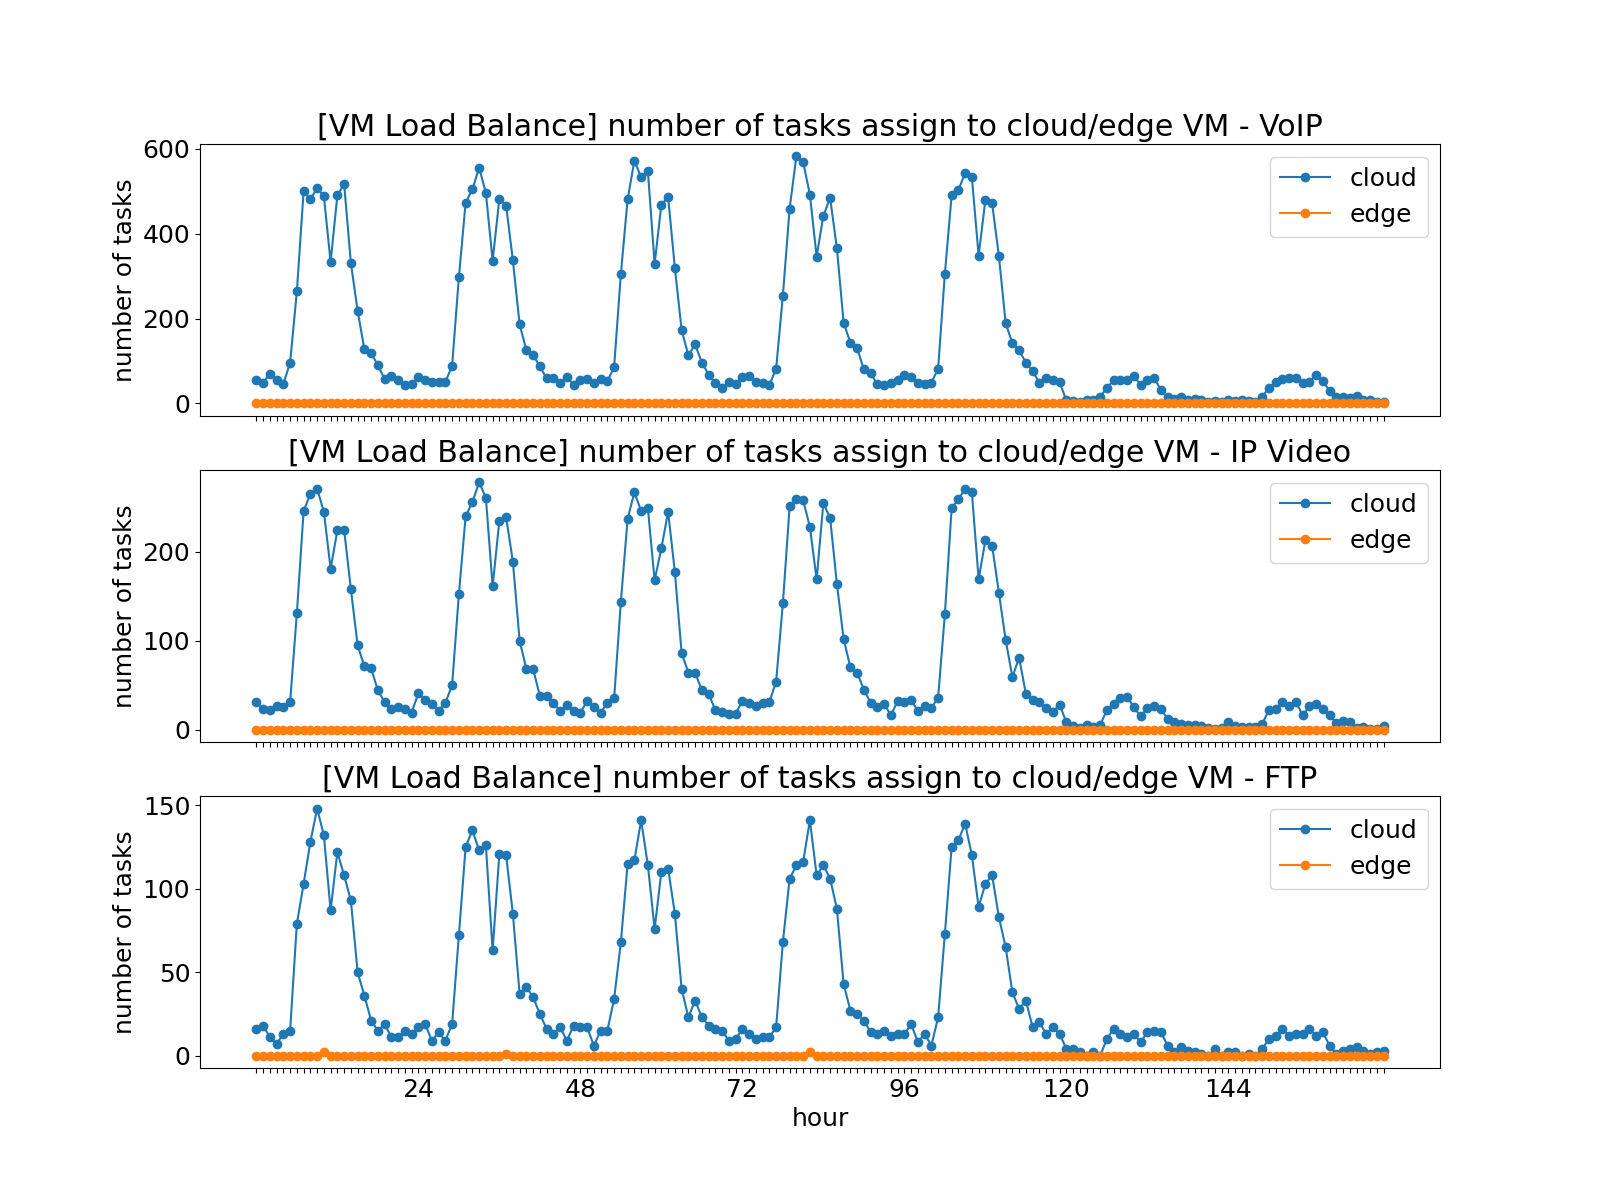 [VM Load Balance] number of tasks assign to cloud/edge VM - VoIP
600
400
200
0
number of tasks
cloud
edge
[VM Load Balance] number of tasks assign to cloud/edge VM - IP Video
200
100
0
number of tasks
cloud
edge
[VM Load Balance] number of tasks assign to cloud/edge VM - FTP
150
100
50
0
number of tasks
cloud
edge
24 48 72 96 120 144
hour